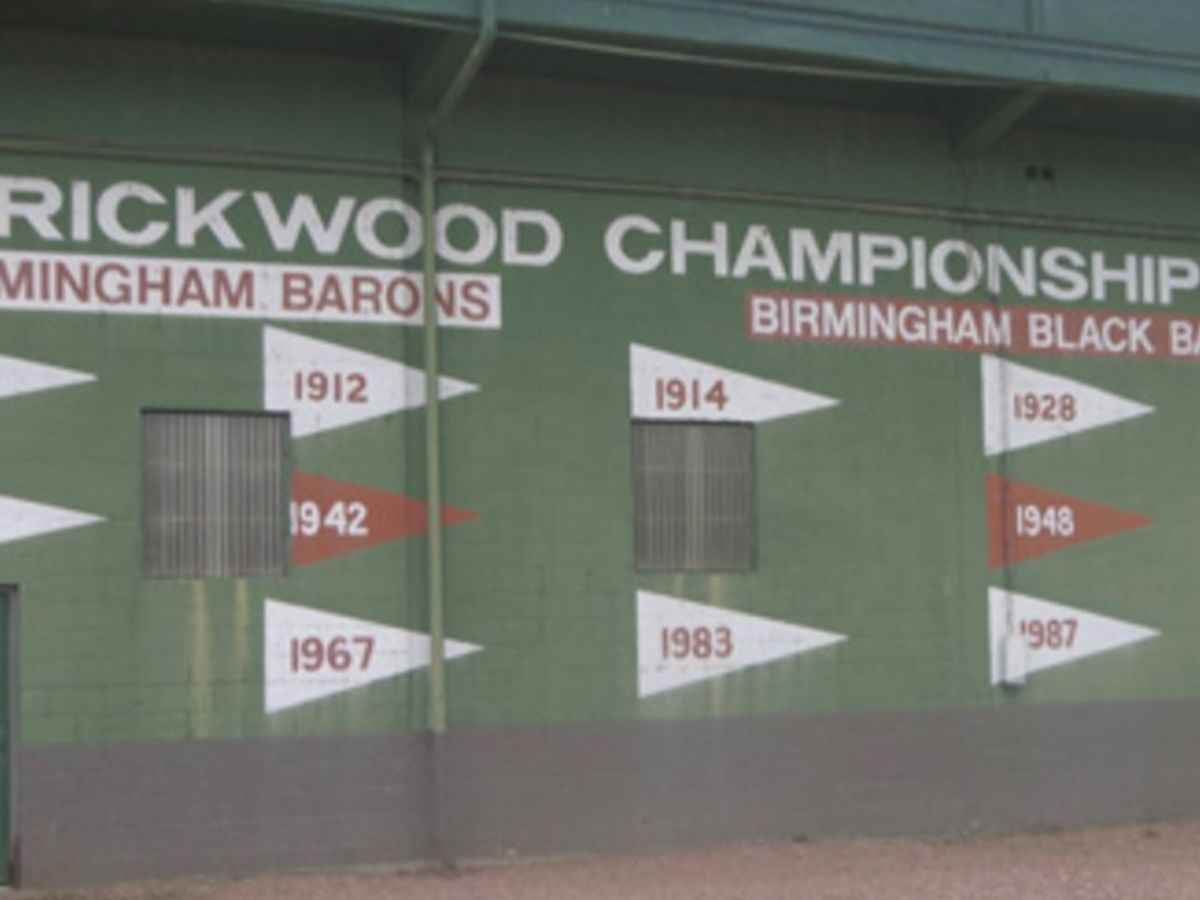 RICKWOOD CHAMPIONSHIP
MINGHAM BARONS
BIRMINGHAM BLACK BA
1912 1914 1928
1942 1948
1967 1983 1987